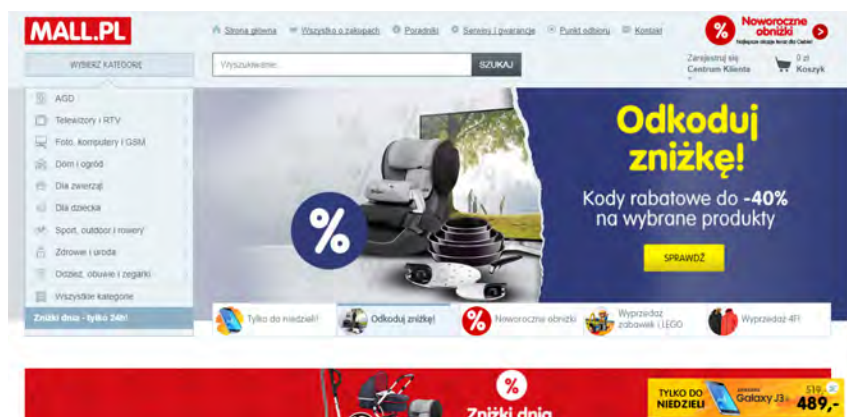 MALL.PL
Strona główna
Wszystko o zakupach
Poradniki
Serwisy i gwarancje
Punkt odbioru
Kontakt
%
Noworoczne
obniżki
WYBIERZ KATEGORIĘ
Wyszukiwanie
SZUKAJ
Zarejestruj się
Centrum Klienta
0 zł
Koszyk
AGD
Telewizory i RTV
Foto, komputery i GSM
Dom i ogród
Dla zwierząt
Dla dziecka
Sport, outdoor i rowery
Zdrowie i uroda
Odzież, obuwie i zegarki
Wszystkie kategorie
Zniżki dnia - tylko 24h!
%
Odkoduj
zniżkę!
Kody rabatowe do -40%
na wybrane produkty
SPRAWDŹ
Tylko do niedzieli!
Odkoduj zniżkę!
%
Noworoczne obniżki
Wyprzedaż
zabawek i LEGO
Wyprzedaż 4F!
%
Zniżki dnia
TYLKO DO
NIEDZIELI
Galaxy J3
519,-
489,-